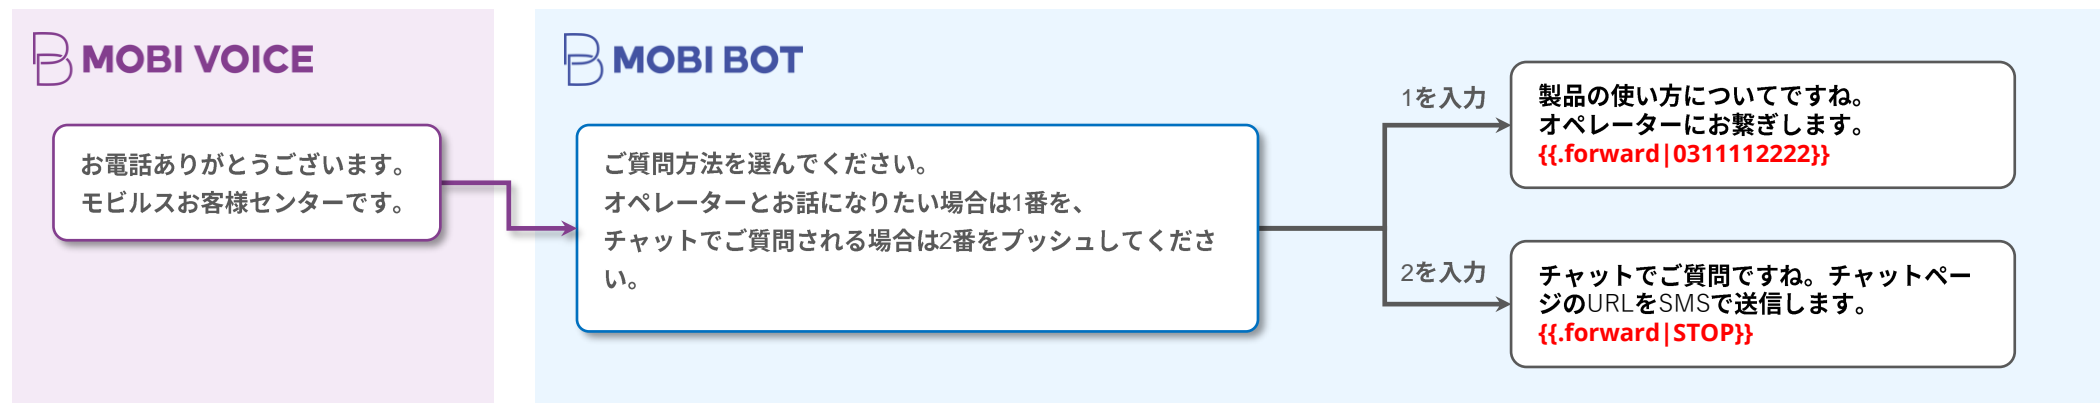 MOBI VOICE
お電話ありがとうございます。
モビルスお客様センターです。
MOBI BOT
ご質問方法を選んでください。
オペレーターとお話になりたい場合は1番を、
チャットでご質問される場合は2番をプッシュしてくださ
い。
1を入力
製品の使い方についてですね。
オペレーターにお繋ぎします。
{{.forward|0311112222}}
2を入力
チャットでご質問ですね。チャットペー
ジのURLをSMSで送信します。
{{.forward|STOP}}